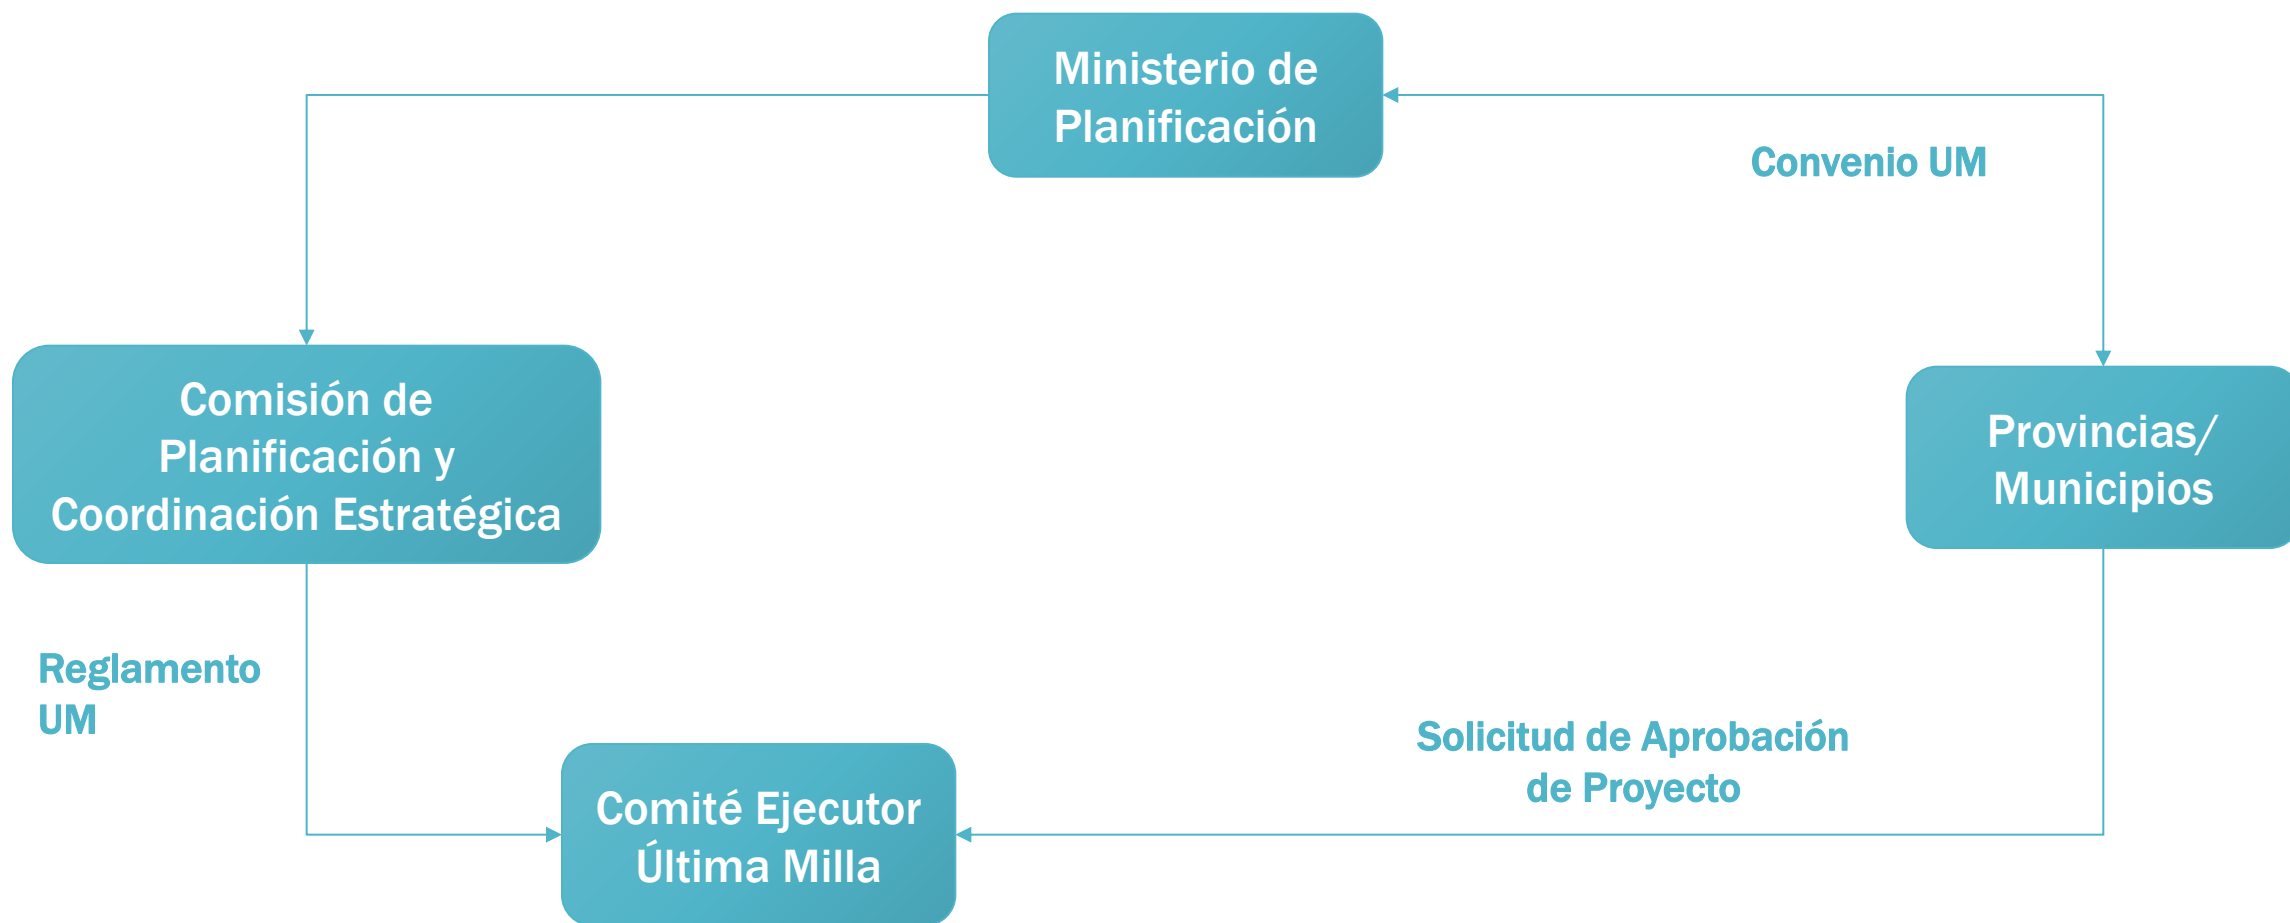 Ministerio de
Planificación
Convenio UM
Comisión de
Planificación y
Coordinación Estratégica
Provincias/
Municipios
Reglamento
UM
Solicitud de Aprobación
de Proyecto
Comité Ejecutor
Última Milla